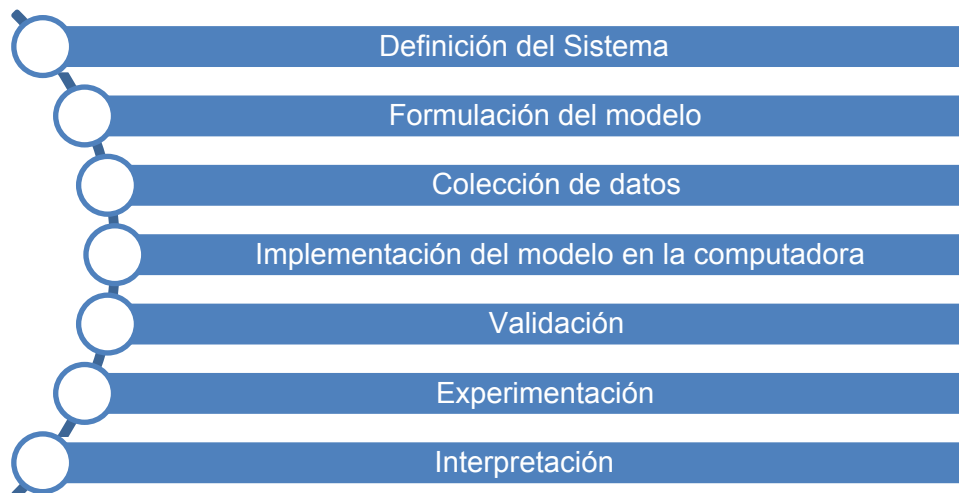 Definición del Sistema
Formulación del modelo
Colección de datos
Implementación del modelo en la computadora
Validación
Experimentación
Interpretación